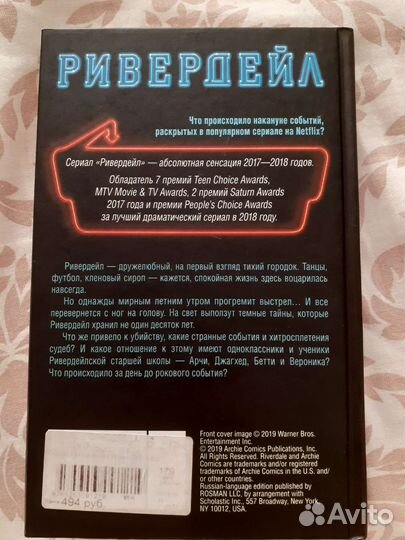 РИВЕРДЕЙЛ
Что происходило накануне событий,
раскрытых в популярном сериале на Netflix?
Сериал «Ривердейл» — абсолютная сенсация 2017—2018 годов.
Обладатель 7 премий Teen Choice Awards,
MTV Movie & TV Awards, 2 премий Saturn Awards
2017 года и премии People's Choice Awards
за лучший драматический сериал в 2018 году.
Ривердейл — дружелюбный, на первый взгляд тихий городок. Танцы,
футбол, кленовый сироп — кажется, спокойная жизнь здесь воцарилась
навсегда.
Но однажды мирным летним утром прогремит выстрел... И все
перевернется с ног на голову. На свет выползут темные тайны, которые
Ривердейл хранил не один десяток лет.
Что же привело к убийству, какие странные события и хитросплетения
судеб? И какое отношение к этому имеют одноклассники и ученики
Ривердейлской старшей школы — Арчи, Джагхед, Бетти и Вероника?
Что происходило за день до рокового события?
Front cover image © 2019 Warner Bros.
Entertainment Inc.
© 2019 Archie Comics Publications, Inc.
All Rights Reserved. Riverdale and Archie
Comics are trademarks and/or registered
trademarks of Archie Comics in the U.S. and/
or other countries.
Russian-language edition published by
ROSMAN LLC, by arrangement with
Scholastic Inc., 557 Broadway, New York,
NY 10012, USA.
494 руб
Avito